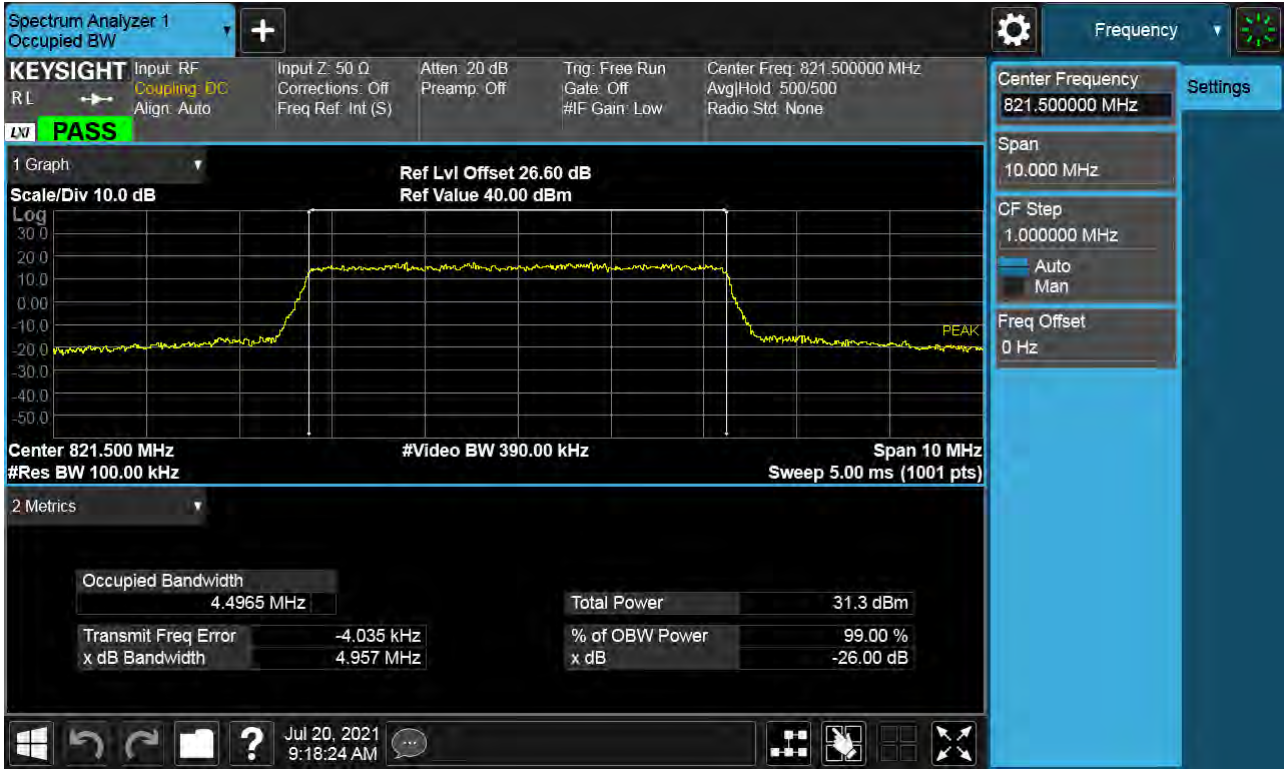 Spectrum Analyzer 1
Occupied BW
+
Frequency
KEYSIGHT
RL
LXI
PASS
Input: RF
Coupling: DC
Align: Auto
Input Z: 50 Ω
Corrections: Off
Freq Ref: Int (S)
Atten: 20 dB
Preamp: Off
Trig: Free Run
Gate: Off
#IF Gain: Low
Center Freq: 821.500000 MHz
Avg|Hold: 500/500
Radio Std: None
Center Frequency
821.500000 MHz
Settings
Span
10.000 MHz
CF Step
1.000000 MHz
Auto
Man
Freq Offset
0 Hz
1 Graph
Scale/Div 10.0 dB
Ref Lvl Offset 26.60 dB
Ref Value 40.00 dBm
Log
30.0
20.0
10.0
0.00
-10.0
-20.0
-30.0
-40.0
-50.0
PEAK
Center 821.500 MHz
#Video BW 390.00 kHz
Span 10 MHz
#Res BW 100.00 kHz
Sweep 5.00 ms (1001 pts)
2 Metrics
Occupied Bandwidth
4.4965 MHz
Total Power 31.3 dBm
Transmit Freq Error -4.035 kHz
% of OBW Power 99.00 %
x dB Bandwidth 4.957 MHz
x dB -26.00 dB
?
Jul 20, 2021
9:18:24 AM